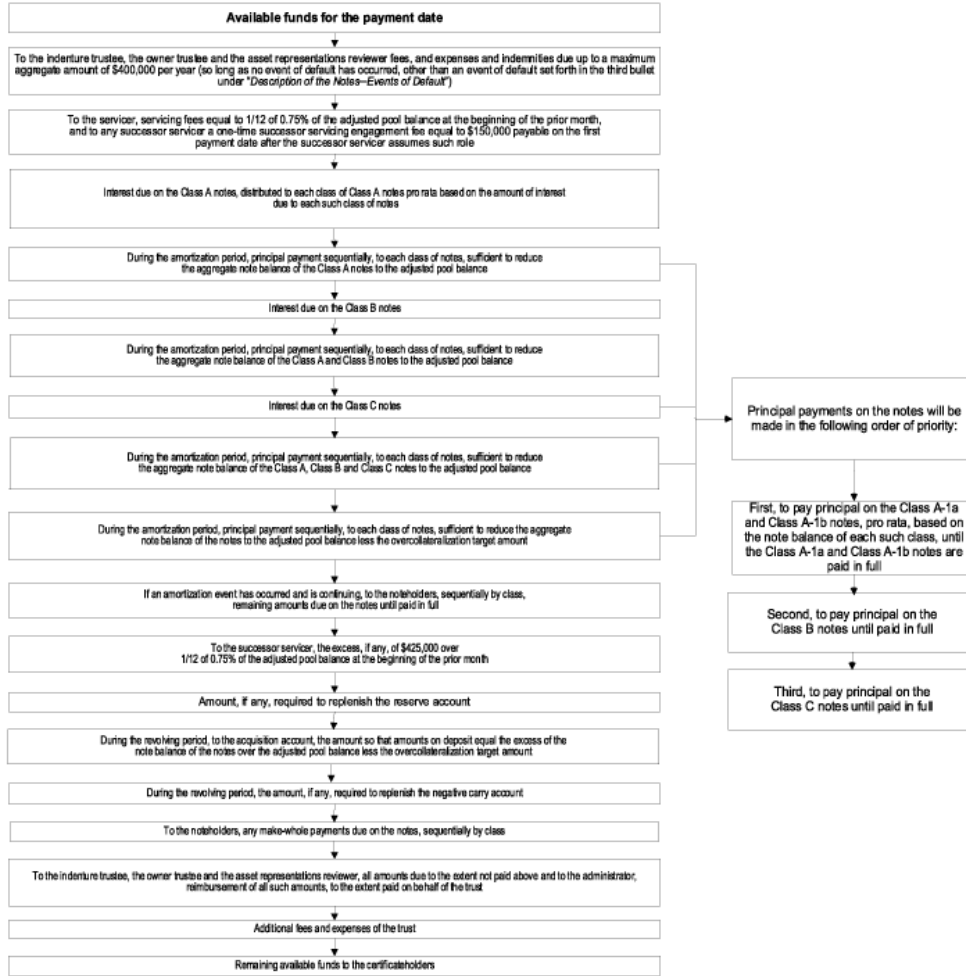 Available funds for the payment date
To the indenture trustee, the owner trustee and the asset representations reviewer fees, and expenses and indemnities due up to a maximum
aggregate amount of $400,000 per year (so long as no event of default has occurred, other than an event of default set forth in the third bullet
under "Description of the Notes—Events of Default")
To the servicer, servicing fees equal to 1/12 of 0.75% of the adjusted pool balance at the beginning of the prior month,
and to any successor servicer a one-time successor servicing engagement fee equal to $150,000 payable on the first
payment date after the successor servicer assumes such role
Interest due on the Class A notes, distributed to each class of Class A notes pro rata based on the amount of interest
due to each such class of notes
During the amortization period, principal payment sequentially, to each class of notes, sufficient to reduce
the aggregate note balance of the Class A notes to the adjusted pool balance
Interest due on the Class B notes
During the amortization period, principal payment sequentially, to each class of notes, sufficient to reduce
the aggregate note balance of the Class A and Class B notes to the adjusted pool balance
Interest due on the Class C notes
During the amortization period, principal payment sequentially, to each class of notes, sufficient to reduce
the aggregate note balance of the Class A, Class B and Class C notes to the adjusted pool balance
During the amortization period, principal payment sequentially, to each class of notes, sufficient to reduce the aggregate
note balance of the notes to the adjusted pool balance less the overcollateralization target amount
If an amortization event has occurred and is continuing, to the noteholders, sequentially by class,
remaining amounts due on the notes until paid in full
To the successor servicer, the excess, if any, of $425,000 over
1/12 of 0.75% of the adjusted pool balance at the beginning of the prior month
Amount, if any, required to replenish the reserve account
During the revolving period, to the acquisition account, the amount so that amounts on deposit equal the excess of the
note balance of the notes over the adjusted pool balance less the overcollateralization target amount
During the revolving period, the amount, if any, required to replenish the negative carry account
To the noteholders, any make-whole payments due on the notes, sequentially by class
To the indenture trustee, the owner trustee and the asset representations reviewer, all amounts due to the extent not paid above and to the administrator,
reimbursement of all such amounts, to the extent paid on behalf of the trust
Additional fees and expenses of the trust
Remaining available funds to the certificateholders
Principal payments on the notes will be
made in the following order of priority:
First, to pay principal on the Class A-1a
and Class A-1b notes, pro rata, based on
the note balance of each such class, until
the Class A-1a and Class A-1b notes are
paid in full
Second, to pay principal on the
Class B notes until paid in full
Third, to pay principal on the
Class C notes until paid in full